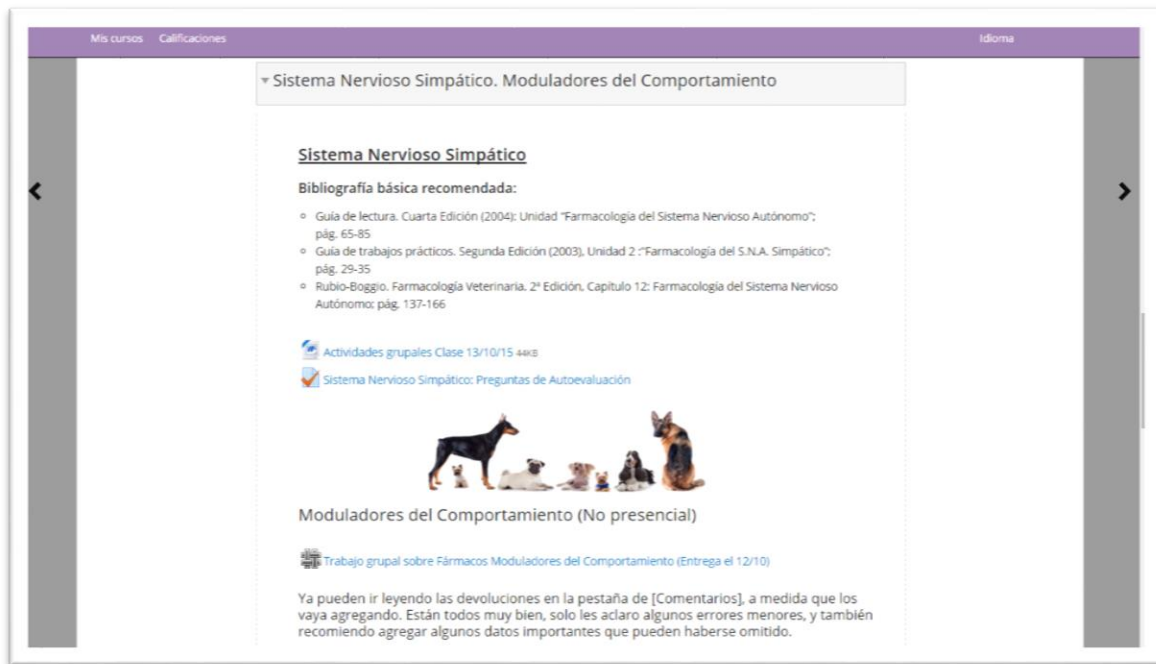 Mis cursos Calificaciones Idioma
Sistema Nervioso Simpático. Moduladores del Comportamiento
Sistema Nervioso Simpático
Bibliografía básica recomendada:
Guía de lectura. Cuarta Edición (2004): Unidad "Farmacología del Sistema Nervioso Autónomo";
pág. 65-85
Guía de trabajos prácticos. Segunda Edición (2003), Unidad 2 :"Farmacología del S.N.A. Simpático";
pág. 29-35
Rubio-Boggio. Farmacología Veterinaria. 2ª Edición, Capítulo 12: Farmacología del Sistema Nervioso
Autónomo; pág. 137-166
Actividades grupales Clase 13/10/15 44KB
Sistema Nervioso Simpático: Preguntas de Autoevaluación
Moduladores del Comportamiento (No presencial)
Trabajo grupal sobre Fármacos Moduladores del Comportamiento (Entrega el 12/10)
Ya pueden ir leyendo las devoluciones en la pestaña de [Comentarios], a medida que los
vaya agregando. Están todos muy bien, solo les aclaro algunos errores menores, y también
recomiendo agregar algunos datos importantes que pueden haberse omitido.